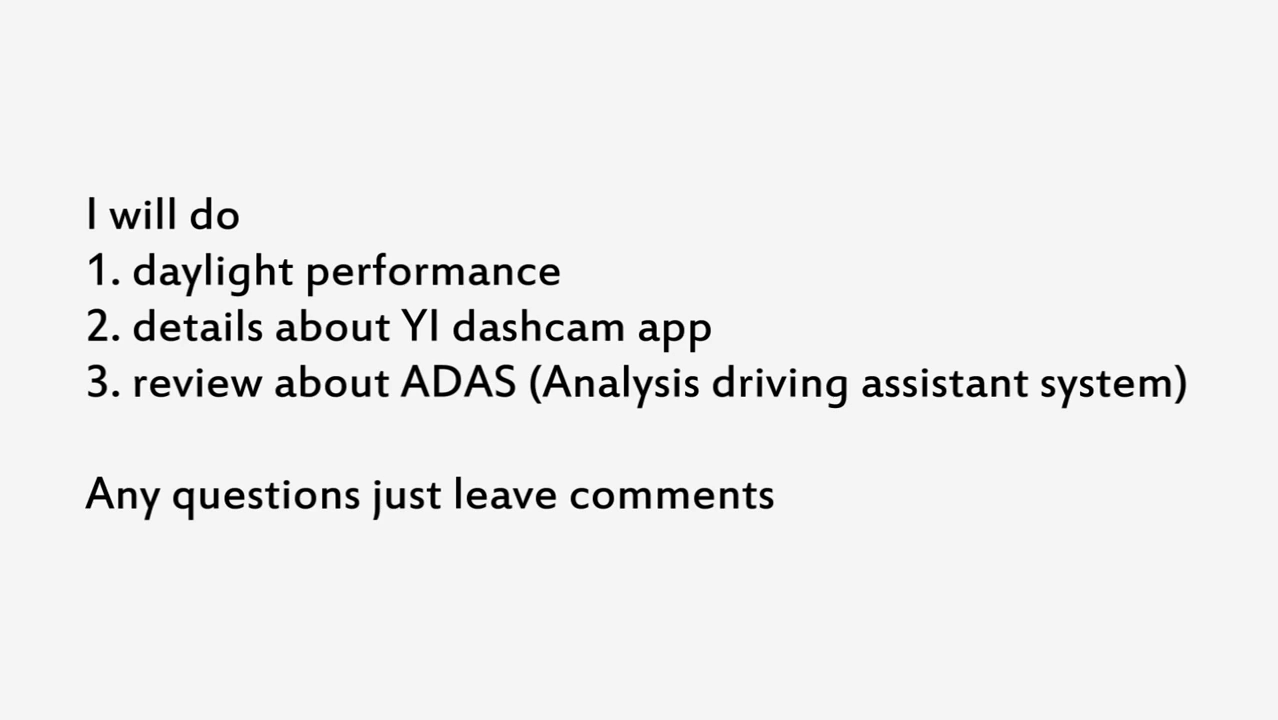 I will do
1. daylight performance
2. details about YI dashcam app
3. review about ADAS (Analysis driving assistant system)
Any questions just leave comments